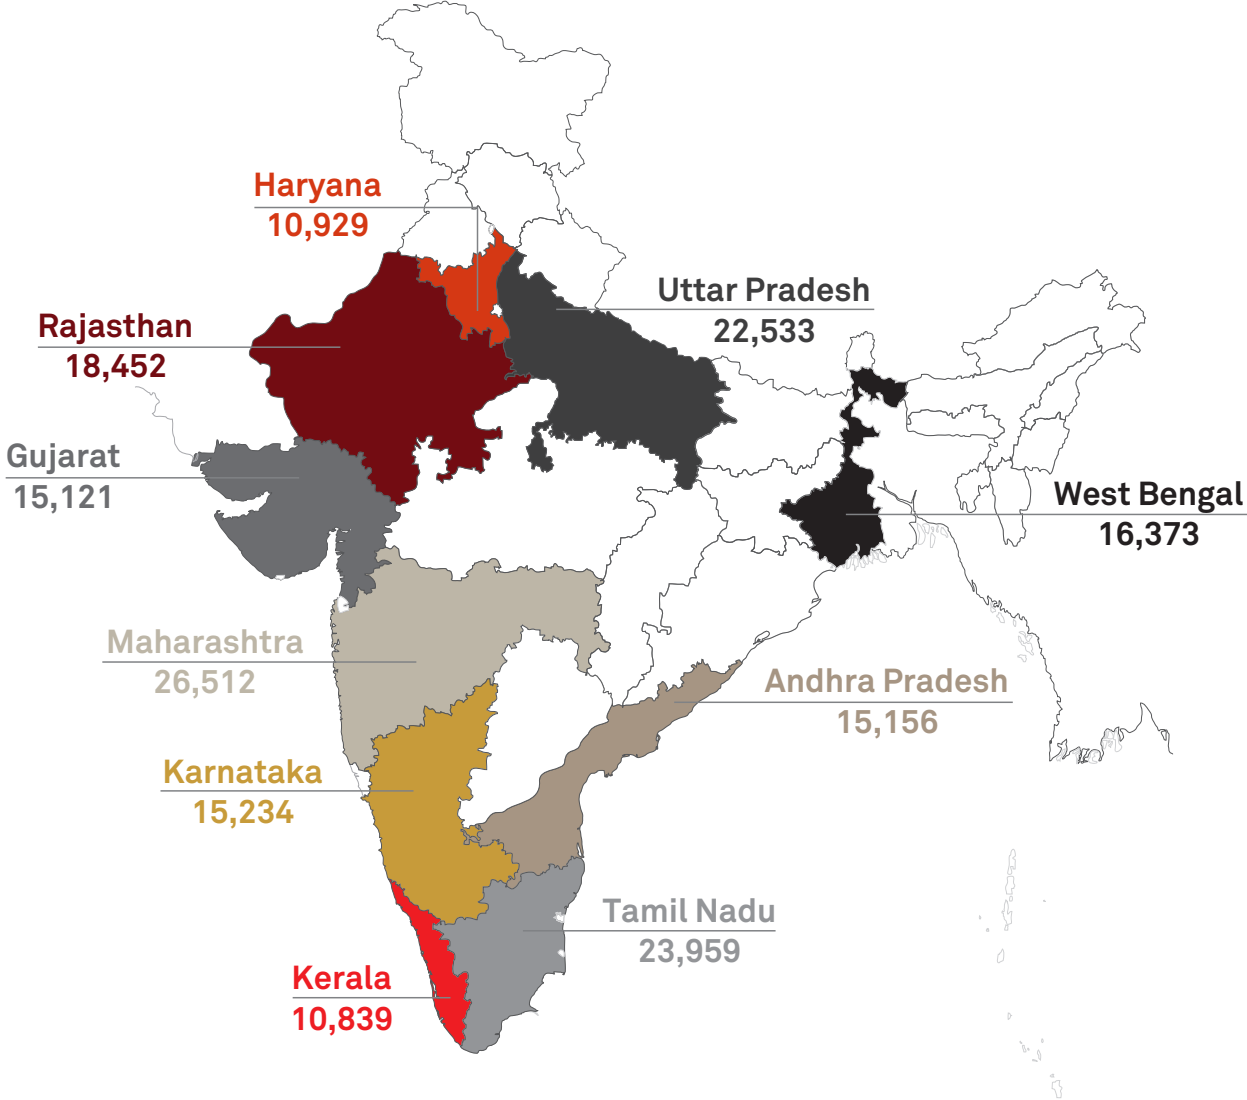 Haryana
10,929
Uttar Pradesh
22,533
Rajasthan
18,452
Gujarat
15,121
West Bengal
16,373
Maharashtra
26,512
Andhra Pradesh
15,156
Karnataka
15,234
Tamil Nadu
23,959
Kerala
10,839